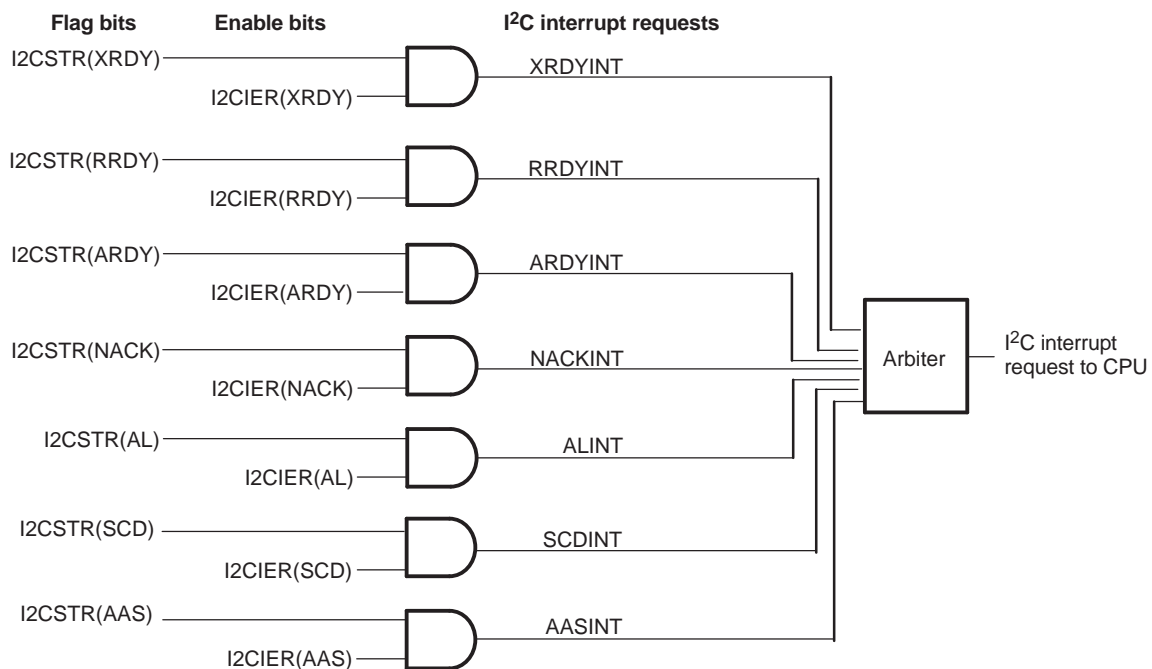 Flag bits Enable bits I²C interrupt requests
I2CSTR(XRDY)
XRDYINT
I2CIER(XRDY)
I2CSTR(RRDY)
RRDYINT
I2CIER(RRDY)
I2CSTR(ARDY)
ARDYINT
I2CIER(ARDY)
I2CSTR(NACK)
NACKINT
I2CIER(NACK)
Arbiter
I²C interrupt
request to CPU
I2CSTR(AL)
ALINT
I2CIER(AL)
I2CSTR(SCD)
SCDINT
I2CIER(SCD)
I2CSTR(AAS)
AASINT
I2CIER(AAS)